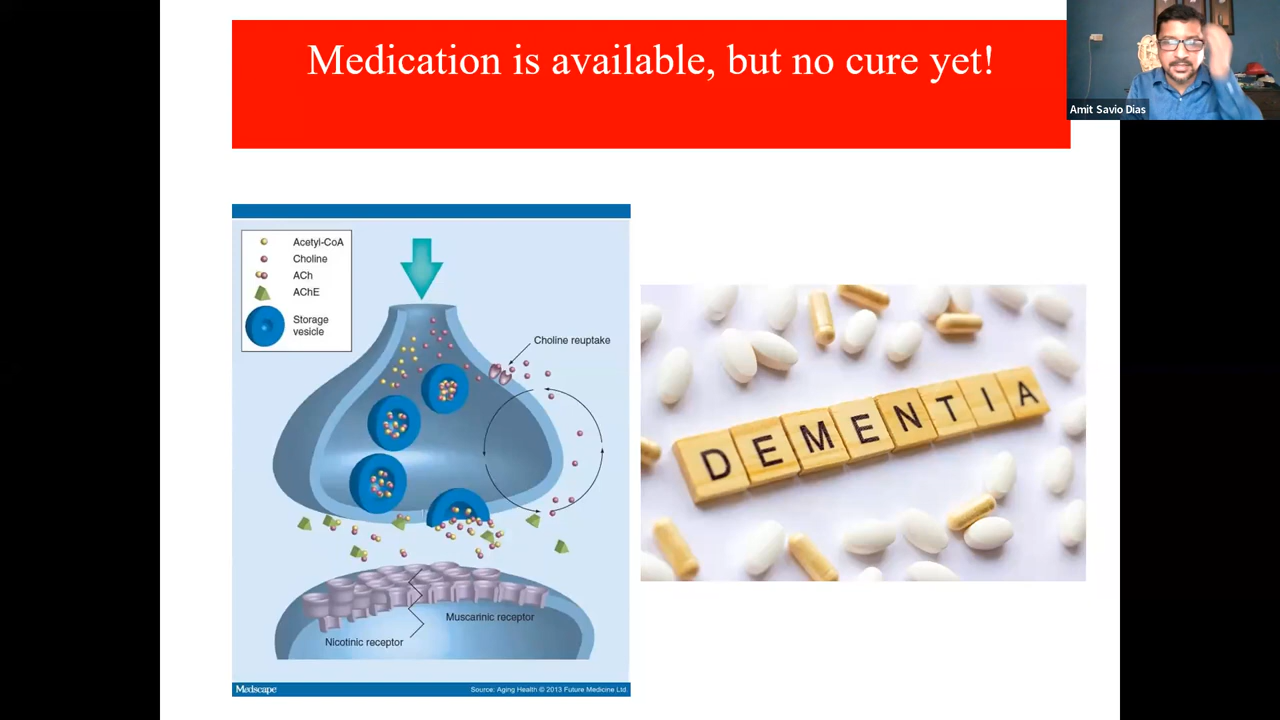 Medication is available, but no cure yet!
Amit Savio Dias
Acetyl-CoA
Choline
ACh
AChE
Storage
vesicle
Choline reuptake
DEMENTIA
Muscarinic receptor
Nicotinic receptor
Medscape
Source: Aging Health © 2013 Future Medicine Ltd.